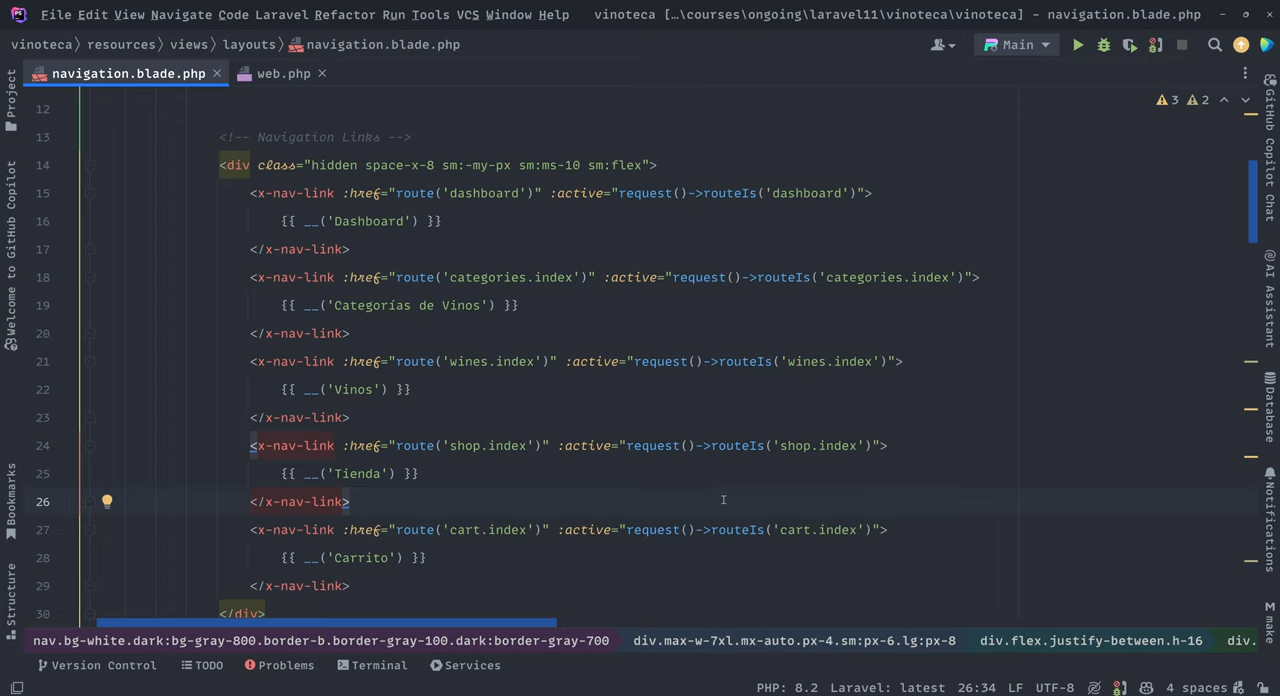 File Edit View Navigate Code Laravel Refactor Run Tools VCS Window Help vinoteca […\courses\ongoing\laravel11\vinoteca\vinoteca] - navigation.blade.php
vinoteca resources views layouts navigation.blade.php Main
navigation.blade.php web.php
3 2
12
13 <!-- Navigation Links -->
14 <div class="hidden space-x-8 sm:-my-px sm:ms-10 sm:flex">
15 <x-nav-link :href="route('dashboard')" :active="request()->routeIs('dashboard')">
16 {{ __('Dashboard') }}
17 </x-nav-link>
18 <x-nav-link :href="route('categories.index')" :active="request()->routeIs('categories.index')">
19 {{ __('Categorías de Vinos') }}
20 </x-nav-link>
21 <x-nav-link :href="route('wines.index')" :active="request()->routeIs('wines.index')">
22 {{ __('Vinos') }}
23 </x-nav-link>
24 <x-nav-link :href="route('shop.index')" :active="request()->routeIs('shop.index')">
25 {{ __('Tienda') }}
26 </x-nav-link>
27 <x-nav-link :href="route('cart.index')" :active="request()->routeIs('cart.index')">
28 {{ __('Carrito') }}
29 </x-nav-link>
30 </div>
Project
Welcome to GitHub Copilot
Bookmarks
Structure
GitHub Copilot Chat
AI Assistant
Database
Notifications
M make
nav.bg-white.dark:bg-gray-800.border-b.border-gray-100.dark:border-gray-700 div.max-w-7xl.mx-auto.px-4.sm:px-6.lg:px-8 div.flex.justify-between.h-16 div.
Version Control TODO Problems Terminal Services
PHP: 8.2 Laravel: latest 26:34 LF UTF-8 4 spaces